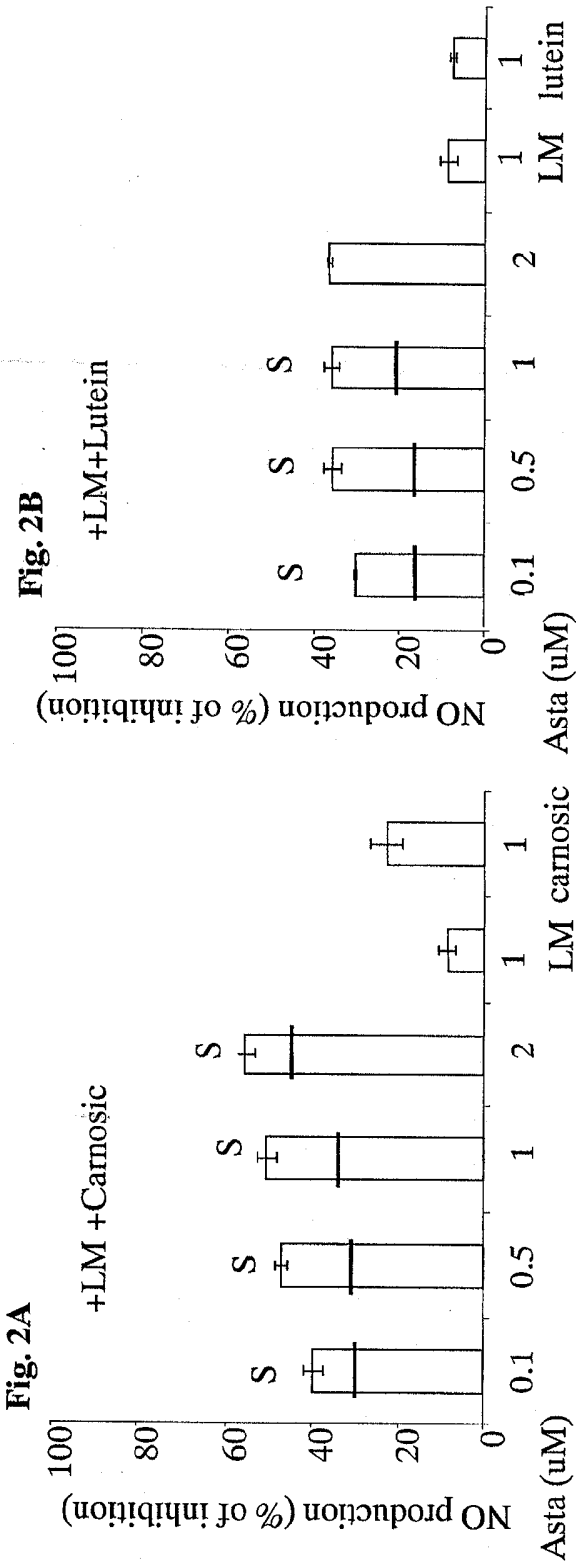 Fig. 2A
+LM +Carnosic
NO production (% of inhibition)
100
80
60
40
20
0
S
S
S
S
Asta (uM)
0.1
0.5
1
2
1
1
LM carnosic
Fig. 2B
+LM+Lutein
NO production (% of inhibition)
100
80
60
40
20
0
S
S
S
Asta (uM)
0.1
0.5
1
2
1
1
LM lutein